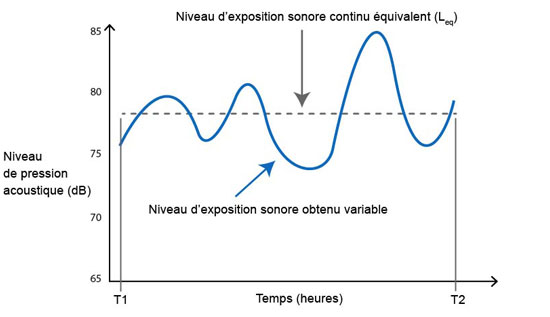 Niveau d'exposition sonore continu équivalent (Leq)
85
80
75
70
65
Niveau
de pression
acoustique (dB)
Niveau d'exposition sonore obtenu variable
T1
Temps (heures)
T2